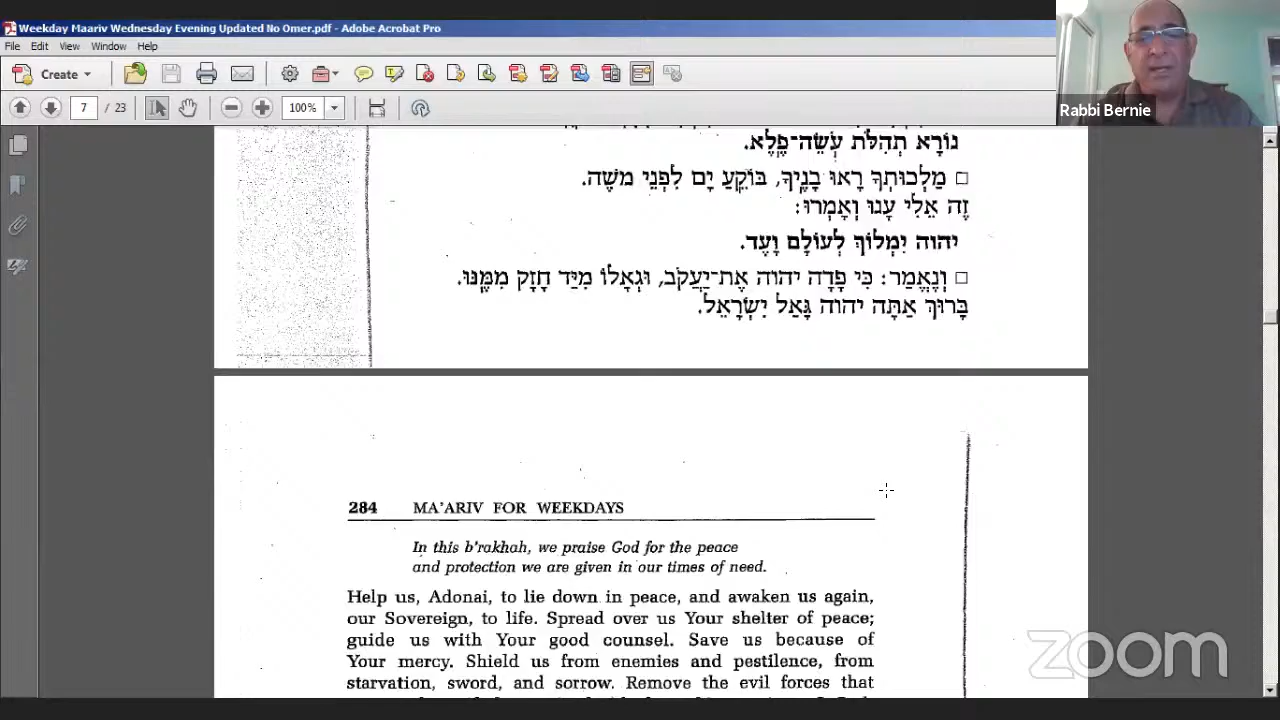 Weekday Maariv Wednesday Evening Updated No Omer.pdf - Adobe Acrobat Pro
File Edit View Window Help
Create
7 / 23 100%
Rabbi Bernie
נוֹרָא תְהִלֹּת עֹֽשֵׂה־פֶֽלֶא.
□ מַלְכוּתְךָ רָאוּ בָנֶֽיךָ, בּוֹקֵעַ יָם לִפְנֵי משֶׁה.
זֶה אֵלִי עָנוּ וְאָמְרוּ:
יהוה יִמְלוֹךְ לְעוֹלָם וָעֶד.
□ וְנֶאֱמַר: כִּי פָדָה יהוה אֶת־יַעֲקֹב, וּגְאָלוֹ מִיַּד חָזָק מִמֶּֽנּוּ.
בָּרוּךְ אַתָּה יהוה גָּאַל יִשְׂרָאֵל.
284 MA'ARIV FOR WEEKDAYS
In this b'rakhah, we praise God for the peace
and protection we are given in our times of need.
Help us, Adonai, to lie down in peace, and awaken us again,
our Sovereign, to life. Spread over us Your shelter of peace;
guide us with Your good counsel. Save us because of
Your mercy. Shield us from enemies and pestilence, from
starvation, sword, and sorrow. Remove the evil forces that
zoom